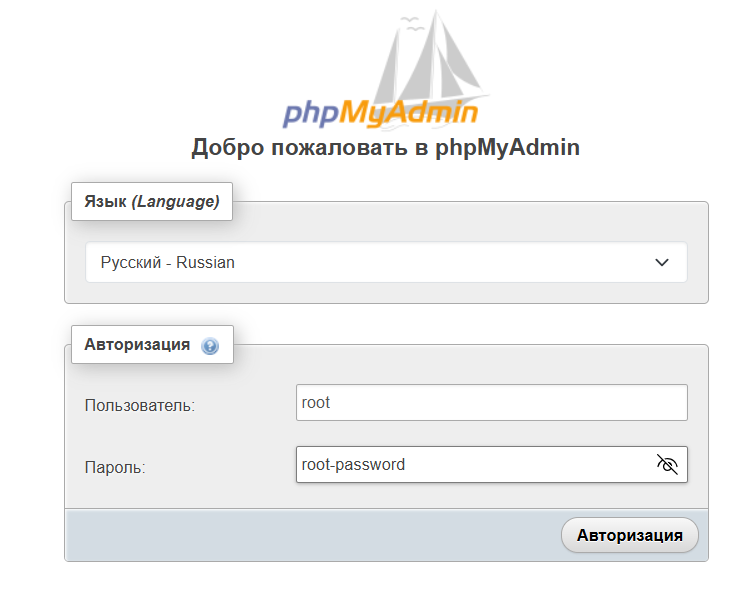 phpMyAdmin
Добро пожаловать в phpMyAdmin
Язык (Language)
Русский - Russian
Авторизация
Пользователь: root
Пароль: root-password
Авторизация